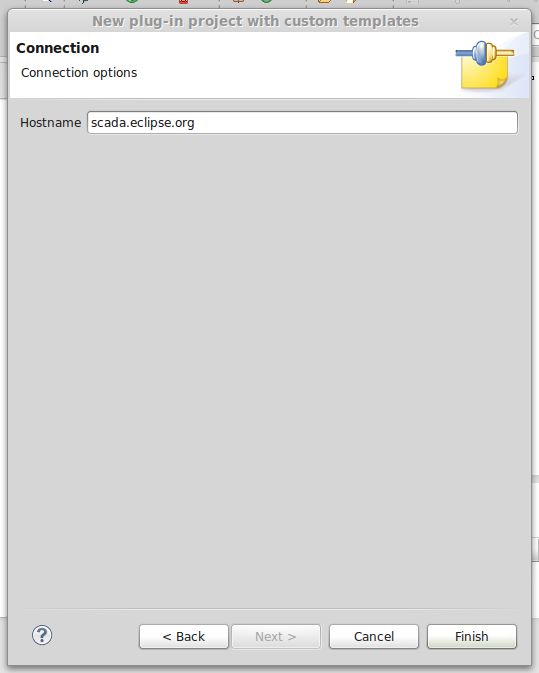 New plug-in project with custom templates
Connection
Connection options
Hostname scada.eclipse.org
< Back Next > Cancel Finish